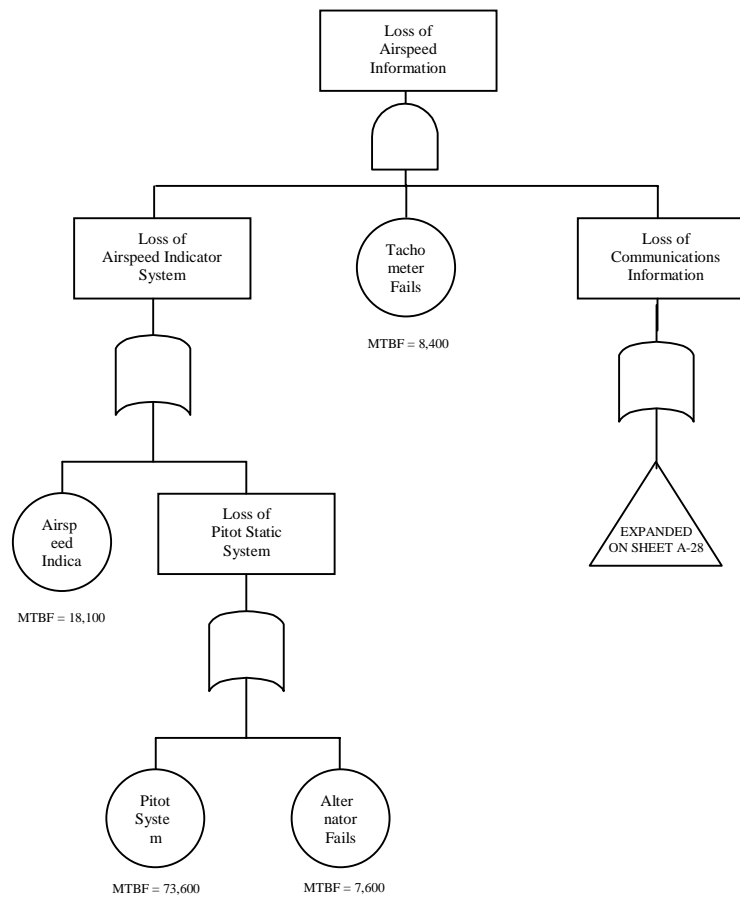 Loss of
Airspeed
Information
Loss of
Airspeed Indicator
System
Tacho
meter
Fails
Loss of
Communications
Information
MTBF = 8,400
Airsp
eed
Indica
Loss of
Pitot Static
System
EXPANDED
ON SHEET A-28
MTBF = 18,100
Pitot
Syste
m
Alter
nator
Fails
MTBF = 73,600
MTBF = 7,600